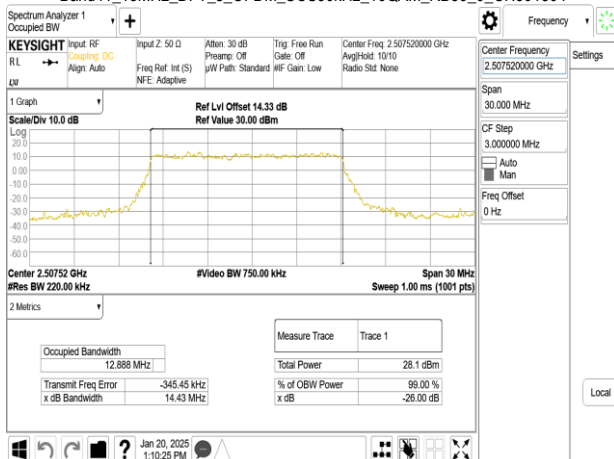 Spectrum Analyzer 1
Occupied BW
+
Frequency
KEYSIGHT
RL
LXI
Input: RF
Coupling: DC
Align: Auto
Input Z: 50 Ω
Freq Ref: Int (S)
NFE: Adaptive
Atten: 30 dB
Preamp: Off
µW Path: Standard
Trig: Free Run
Gate: Off
#IF Gain: Low
Center Freq: 2.507520000 GHz
Avg|Hold: 10/10
Radio Std: None
Center Frequency
2.507520000 GHz
Settings
Span
30.000 MHz
CF Step
3.000000 MHz
Auto
Man
Freq Offset
0 Hz
Local
1 Graph
Scale/Div 10.0 dB
Ref Lvl Offset 14.33 dB
Ref Value 30.00 dBm
Log
20.0
10.0
0.00
-10.0
-20.0
-30.0
-40.0
-50.0
-60.0
Center 2.50752 GHz
#Video BW 750.00 kHz
Span 30 MHz
#Res BW 220.00 kHz
Sweep 1.00 ms (1001 pts)
2 Metrics
Measure Trace Trace 1
Occupied Bandwidth
12.888 MHz
Total Power 28.1 dBm
Transmit Freq Error -345.45 kHz
% of OBW Power 99.00 %
x dB Bandwidth 14.43 MHz
x dB -26.00 dB
?
Jan 20, 2025
1:10:25 PM